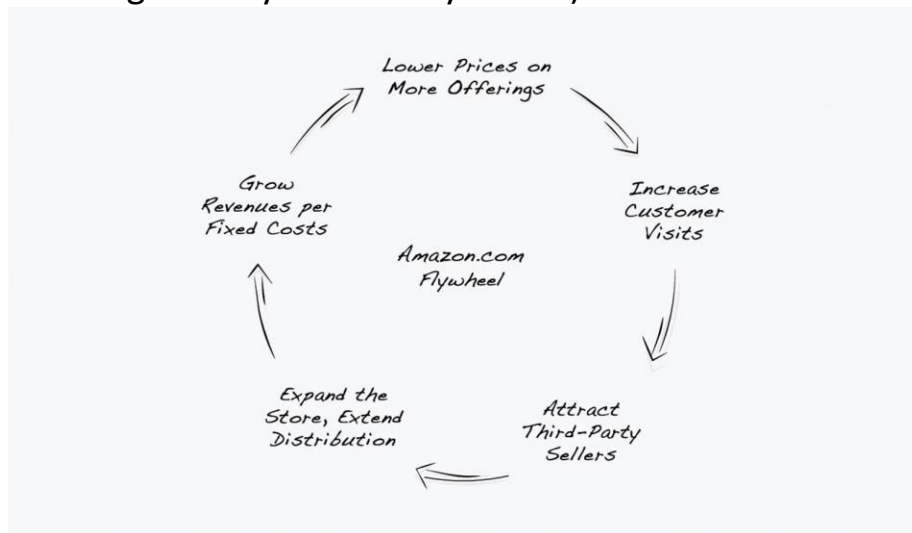 Lower Prices on
More Offerings
Increase
Customer
Visits
Attract
Third-Party
Sellers
Expand the
Store, Extend
Distribution
Grow
Revenues per
Fixed Costs
Amazon.com
Flywheel